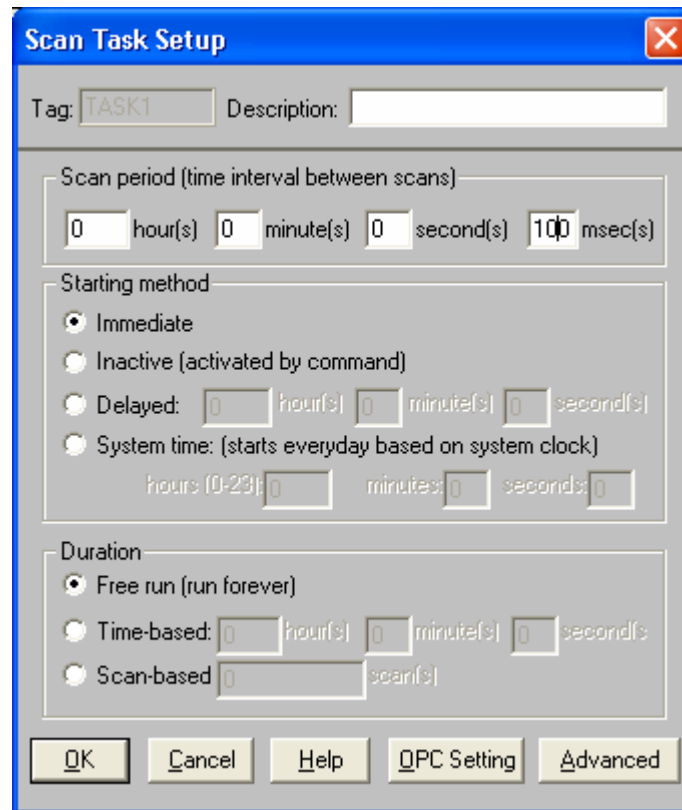 Scan Task Setup
Tag: TASK1 Description:
Scan period (time interval between scans)
0 hour(s) 0 minute(s) 0 second(s) 100 msec(s)
Starting method
Immediate
Inactive (activated by command)
Delayed: 0 hour(s) 0 minute(s) 0 second(s)
System time: (starts everyday based on system clock)
hours (0-23): 0 minutes: 0 seconds: 0
Duration
Free run (run forever)
Time-based: 0 hour(s) 0 minute(s) 0 second(s
Scan-based 0 scan(s)
OK Cancel Help OPC Setting Advanced